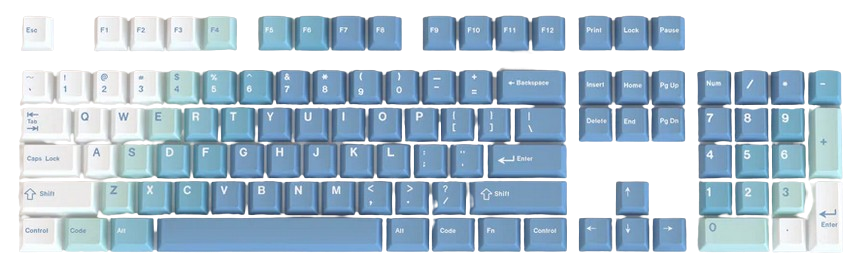 Esc F1 F2 F3 F4 F5 F6 F7 F8 F9 F10 F11 F12 Print Lock Pause
~ ! @ # $ % ^ & * ( ) — +
` 1 2 3 4 5 6 7 8 9 0 - = ← Backspace Insert Home Pg Up Num / * -
Tab Q W E R T Y U I O P { } |
[ ] \ Delete End Pg Dn 7 8 9 +
Caps Lock A S D F G H J K L : " Enter 4 5 6
; '
Shift Z X C V B N M < > ? Shift ↑ 1 2 3
, . /
Control Code Alt Alt Code Fn Control ← ↓ → 0 . Enter